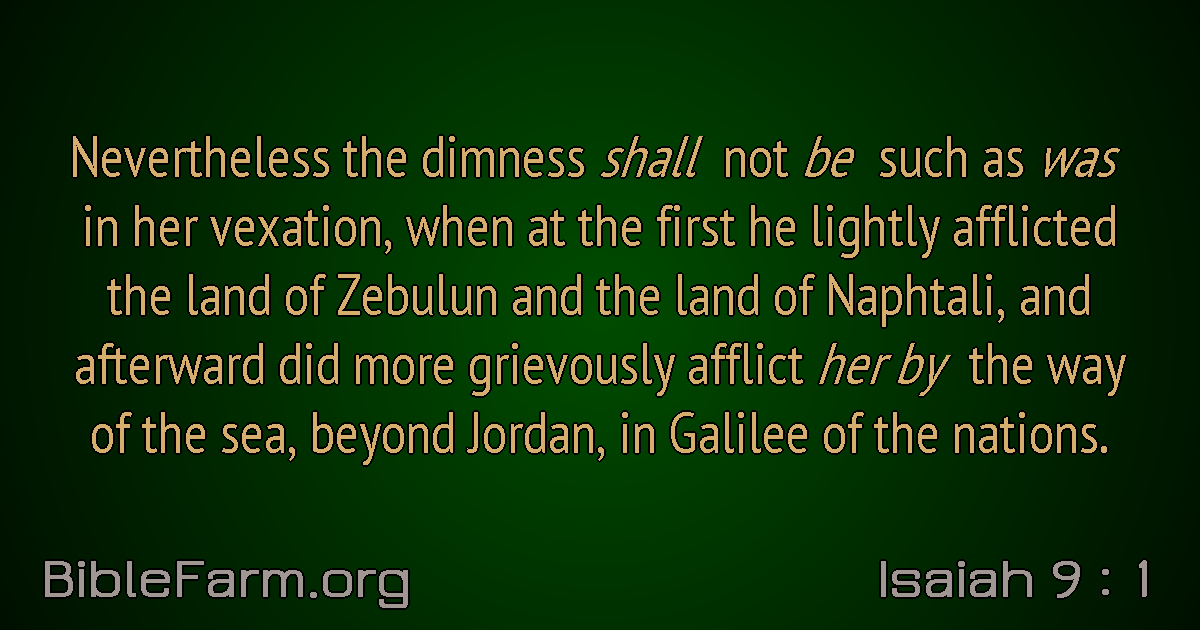 Nevertheless the dimness shall not be such as was
in her vexation, when at the first he lightly afflicted
the land of Zebulun and the land of Naphtali, and
afterward did more grievously afflict her by the way
of the sea, beyond Jordan, in Galilee of the nations.
BibleFarm.org
Isaiah 9 : 1